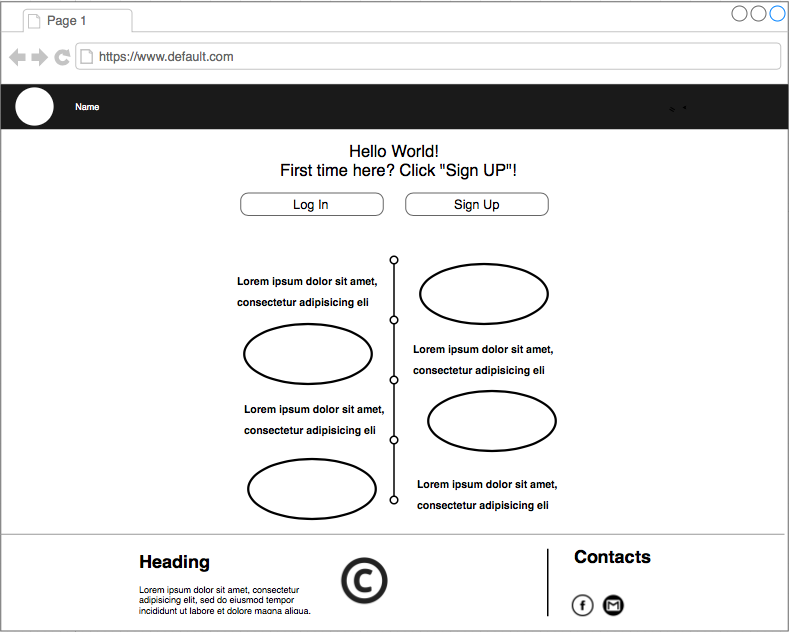 Page 1
https://www.default.com
Name
Hello World!
First time here? Click "Sign UP"!
Log In
Sign Up
Lorem ipsum dolor sit amet,
consectetur adipisicing eli
Lorem ipsum dolor sit amet,
consectetur adipisicing eli
Lorem ipsum dolor sit amet,
consectetur adipisicing eli
Lorem ipsum dolor sit amet,
consectetur adipisicing eli
Heading
Lorem ipsum dolor sit amet, consectetur
adipisicing elit, sed do eiusmod tempor
incididunt ut labore et dolore magna aliqua.
©
Contacts
f
M